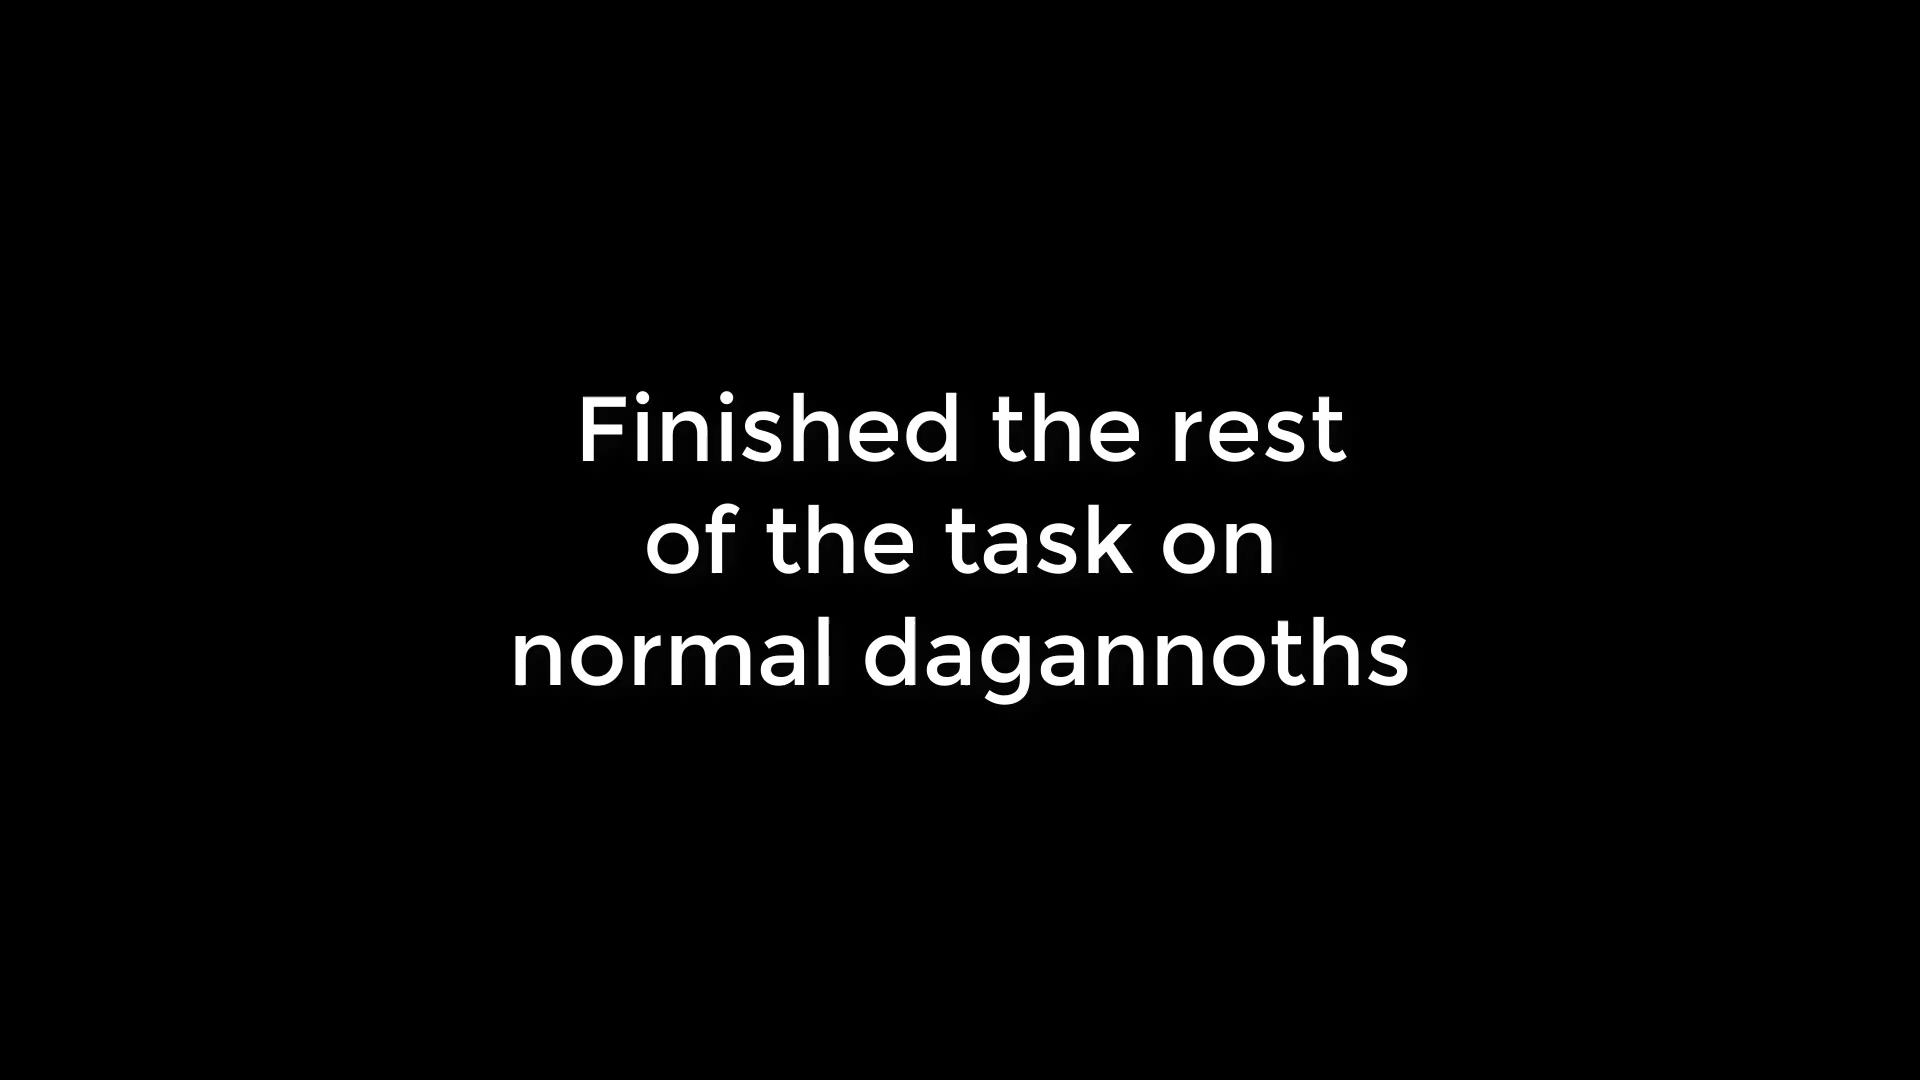 Finished the rest
of the task on
normal dagannoths